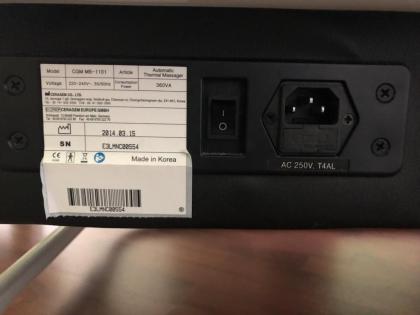 Model CGM MB-1101 Article Automatic Thermal Massager
Voltage 220-240V~, 50/60Hz Consumption Power 360VA
CERAGEM CO., LTD.
CERAGEM EUROPE GMBH
2014.03.15
SN E3LMNC00554
CE Made in Korea
E3LMNC00554
AC 250V, T4AL